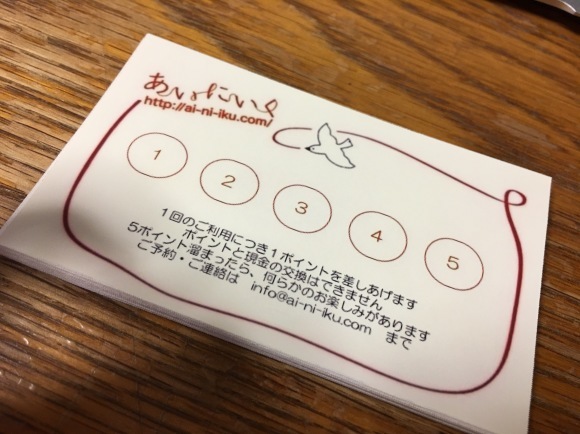 あいにいく
http://ai-ni-iku.com/
1
2
3
4
5
1回のご利用につき1ポイントを差しあげます
ポイントと現金の交換はできません
5ポイント溜まったら、何らかのお楽しみがあります
ご予約・ご連絡は info@ai-ni-iku.com まで